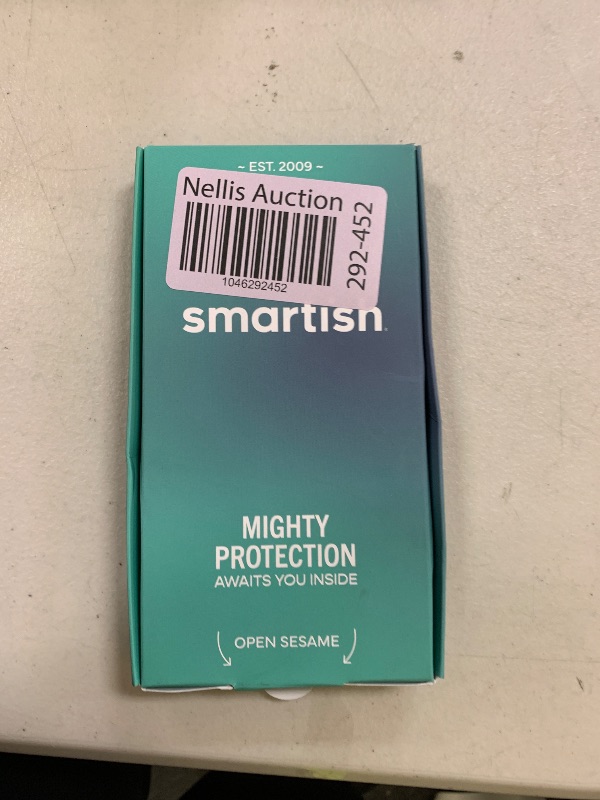 ~ EST. 2009 ~
Nellis Auction
1046292452
292-452
smartish
MIGHTY
PROTECTION
AWAITS YOU INSIDE
OPEN SESAME